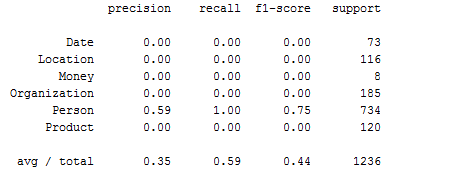 precision recall f1-score support
Date 0.00 0.00 0.00 73
Location 0.00 0.00 0.00 116
Money 0.00 0.00 0.00 8
Organization 0.00 0.00 0.00 185
Person 0.59 1.00 0.75 734
Product 0.00 0.00 0.00 120
avg / total 0.35 0.59 0.44 1236